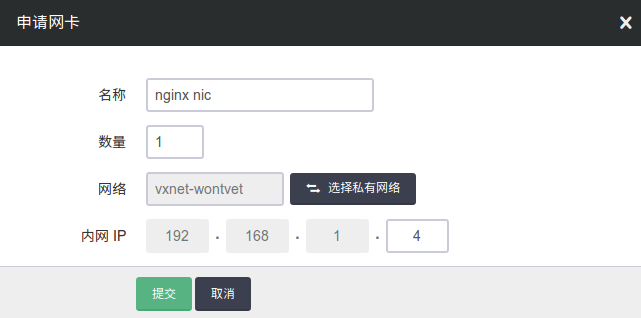 申请网卡
名称 nginx nic
数量 1
网络 vxnet-wontvet 选择私有网络
内网 IP 192 . 168 . 1 . 4
提交 取消